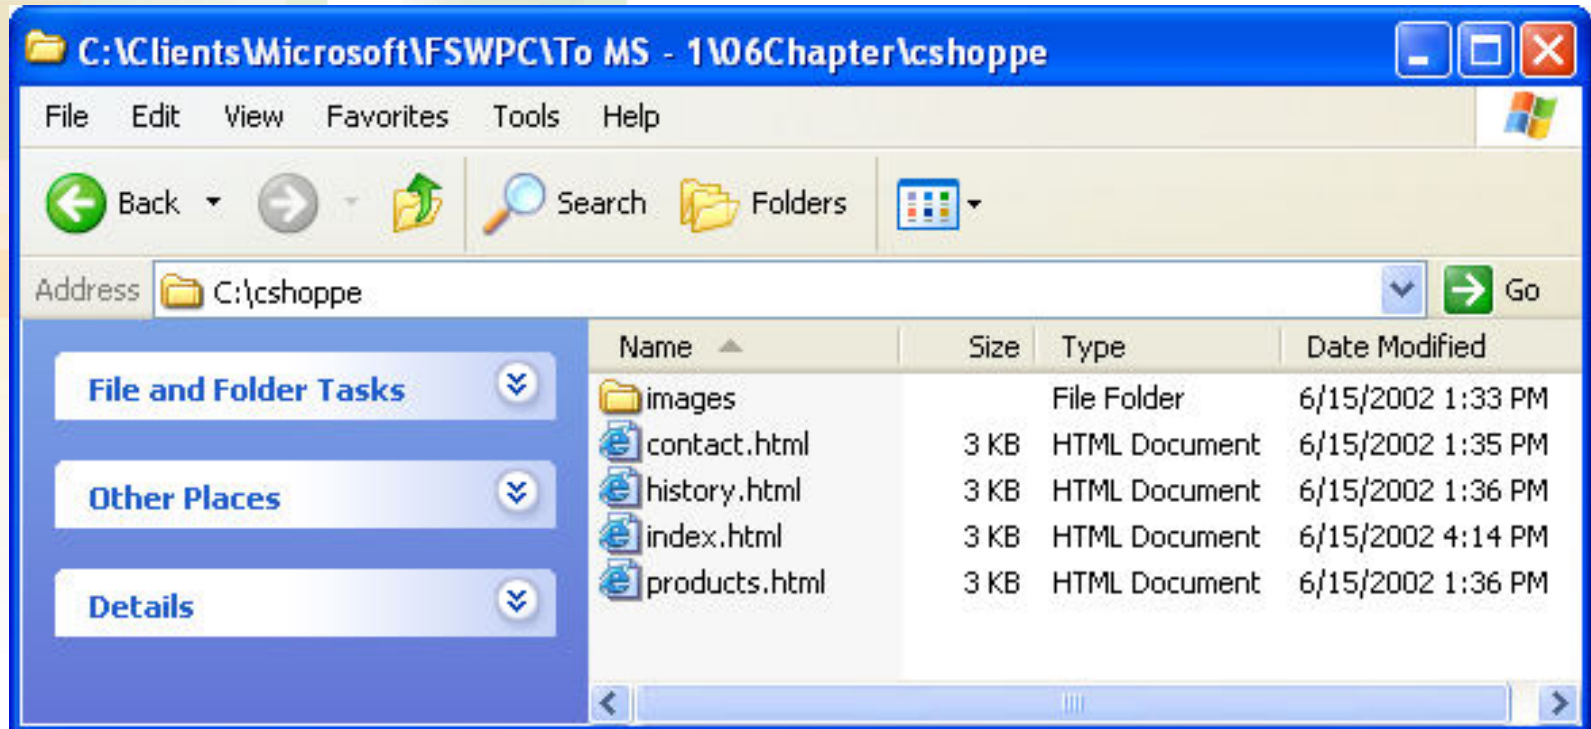 C:\Clients\Microsoft\FSWPC\To MS - 1\06Chapter\cshoppe
File Edit View Favorites Tools Help
Back Search Folders
Address C:\cshoppe Go
Name Size Type Date Modified
File and Folder Tasks
Other Places
Details
images File Folder 6/15/2002 1:33 PM
contact.html 3 KB HTML Document 6/15/2002 1:35 PM
history.html 3 KB HTML Document 6/15/2002 1:36 PM
index.html 3 KB HTML Document 6/15/2002 4:14 PM
products.html 3 KB HTML Document 6/15/2002 1:36 PM